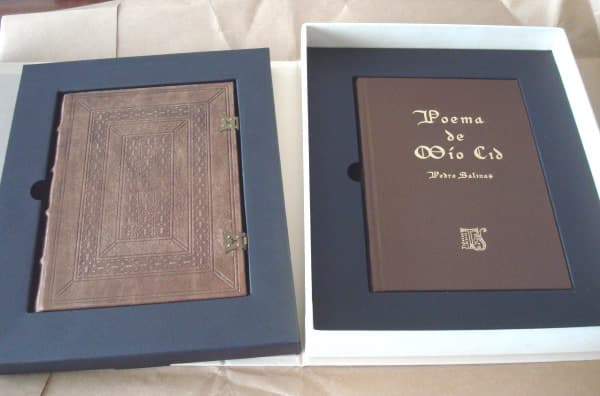 Poema
de
Mío Cid
Pedro Salinas